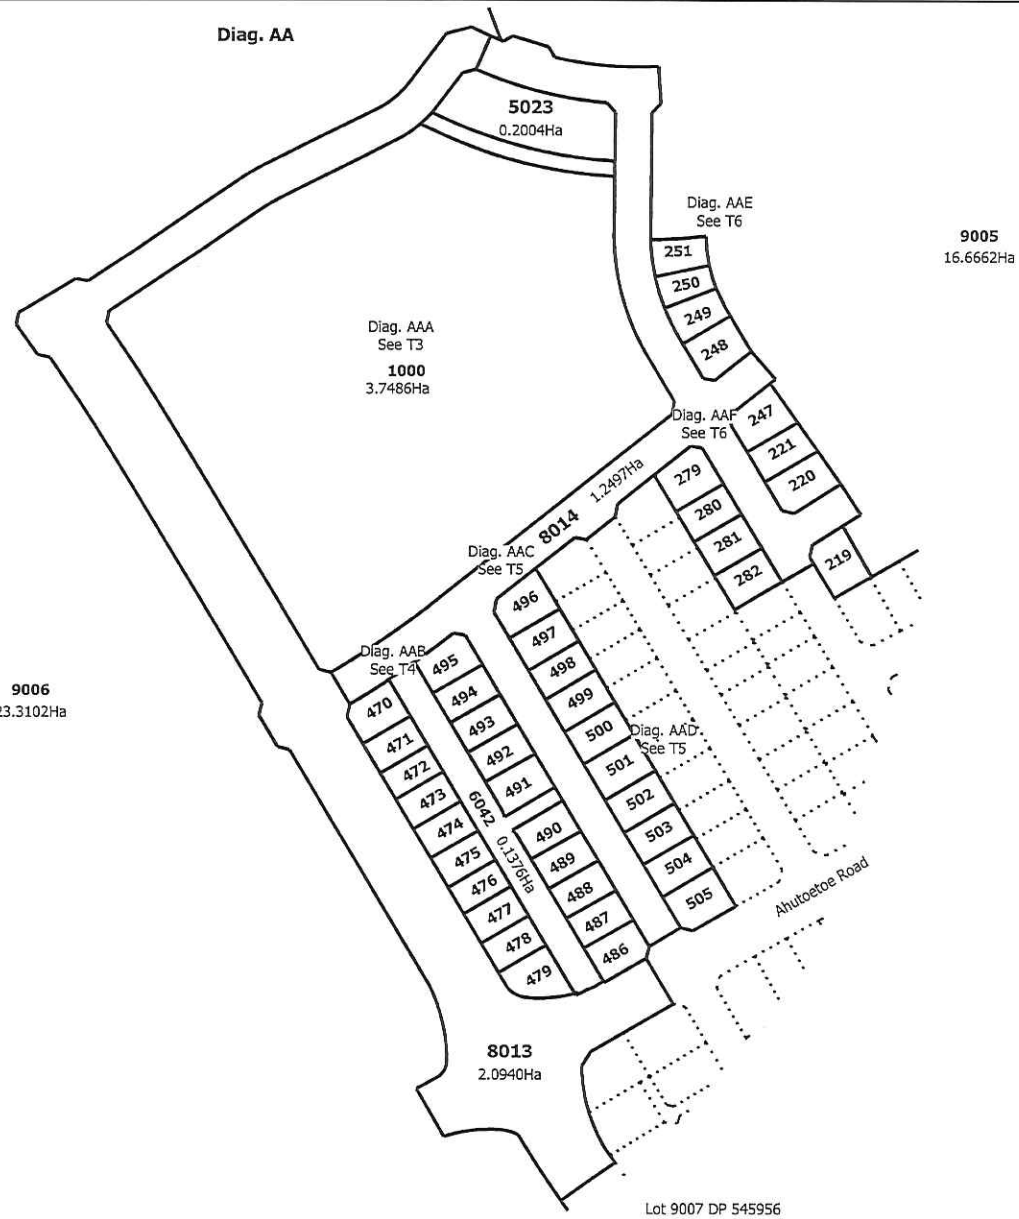 Diag. AA
5023
0.2004Ha
Diag. AAE
See T6
9005
16.6662Ha
251
250
249
248
Diag. AAA
See T3
1000
3.7486Ha
Diag. AAF
See T6
247
221
220
219
279
280
281
282
8014
1.2497Ha
Diag. AAC
See T5
496
497
498
499
500
501
502
503
504
505
Diag. AAD
See T5
Diag. AAB
See T4
495
494
493
492
491
490
489
488
487
486
470
471
472
473
474
475
476
477
478
479
6042
0.1376Ha
9006
23.3102Ha
Ahutoetoe Road
8013
2.0940Ha
Lot 9007 DP 545956